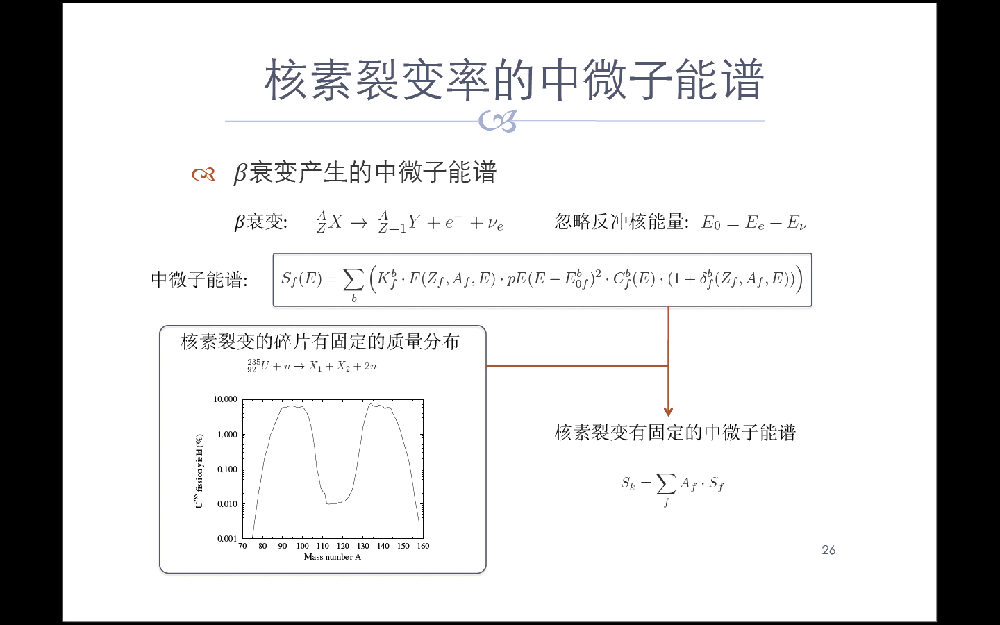 核素裂变率的中微子能谱
β衰变产生的中微子能谱
β衰变: $^{A}_{Z}X \rightarrow\ ^{A}_{Z+1}Y + e^{-} + \bar{\nu}_e$ 忽略反冲核能量: $E_0 = E_e + E_\nu$
中微子能谱: $S_f(E) = \sum_b \left( K_f^b \cdot F(Z_f, A_f, E) \cdot pE(E - E_{0f}^b)^2 \cdot C_f^b(E) \cdot (1 + \delta_f^b(Z_f, A_f, E)) \right)$
核素裂变的碎片有固定的质量分布
$^{235}_{92}U + n \rightarrow X_1 + X_2 + 2n$
10.000
1.000
0.100
0.010
0.001
U²³⁵ fission yield (%)
70 80 90 100 110 120 130 140 150 160
Mass number A
核素裂变有固定的中微子能谱
$S_k = \sum_f A_f \cdot S_f$
26